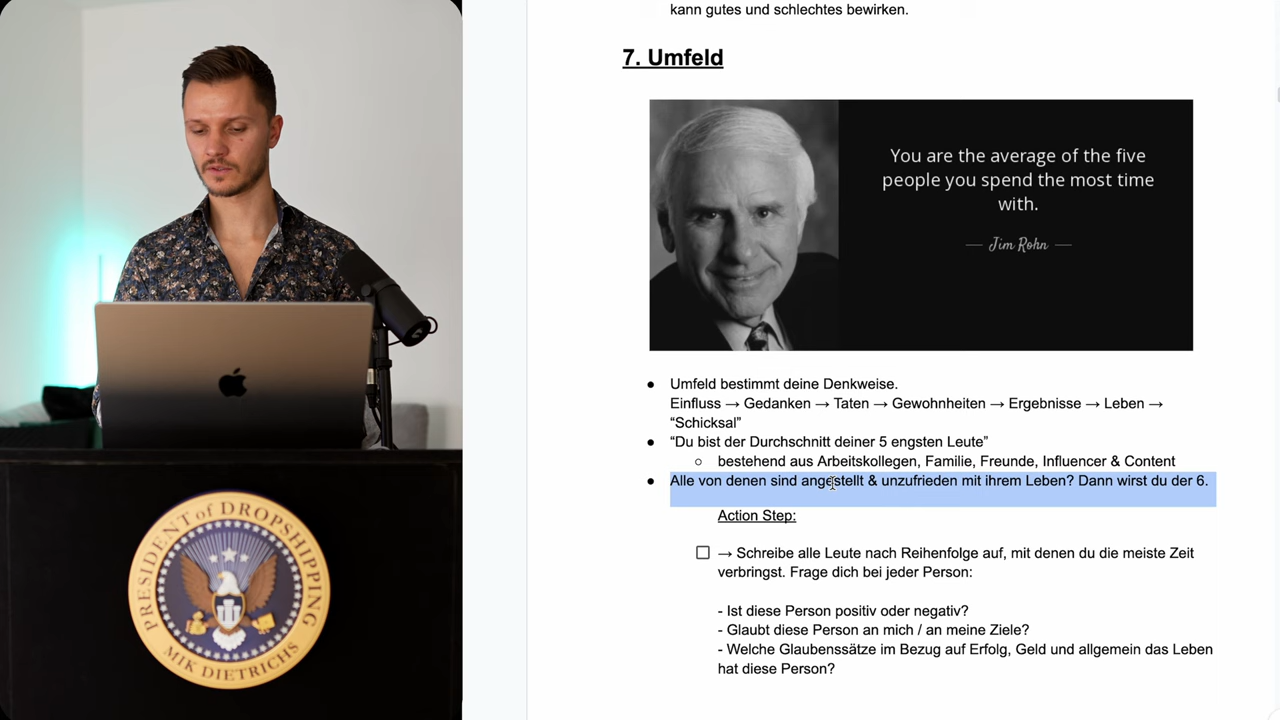 kann gutes und schlechtes bewirken.
7. Umfeld
You are the average of the five
people you spend the most time
with.
Jim Rohn
● Umfeld bestimmt deine Denkweise.
Einfluss → Gedanken → Taten → Gewohnheiten → Ergebnisse → Leben →
“Schicksal”
● “Du bist der Durchschnitt deiner 5 engsten Leute”
○ bestehend aus Arbeitskollegen, Familie, Freunde, Influencer & Content
● Alle von denen sind angestellt & unzufrieden mit ihrem Leben? Dann wirst du der 6.
Action Step:
→ Schreibe alle Leute nach Reihenfolge auf, mit denen du die meiste Zeit
verbringst. Frage dich bei jeder Person:
- Ist diese Person positiv oder negativ?
- Glaubt diese Person an mich / an meine Ziele?
- Welche Glaubenssätze im Bezug auf Erfolg, Geld und allgemein das Leben
hat diese Person?
PRESIDENT of DROPSHIPPING
MIK DIETRICHS